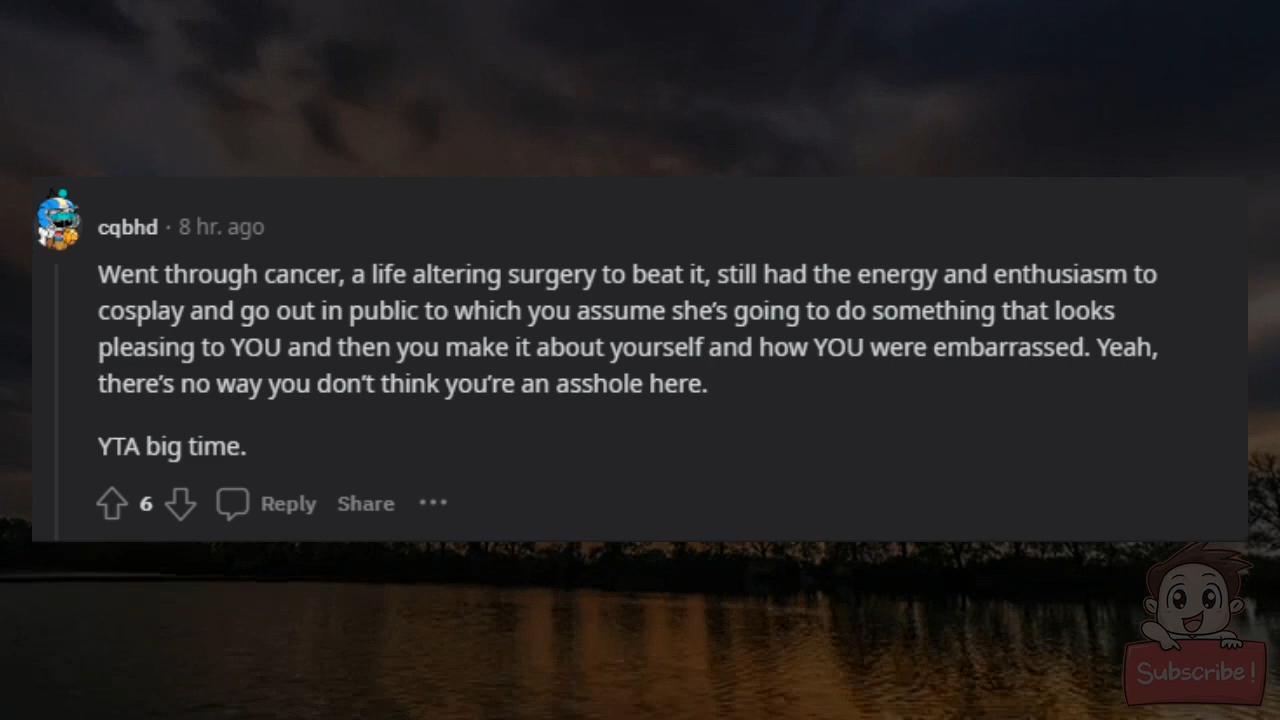 cqbhd · 8 hr. ago
Went through cancer, a life altering surgery to beat it, still had the energy and enthusiasm to
cosplay and go out in public to which you assume she’s going to do something that looks
pleasing to YOU and then you make it about yourself and how YOU were embarrassed. Yeah,
there’s no way you don’t think you’re an asshole here.
YTA big time.
6 Reply Share ···
Subscribe!